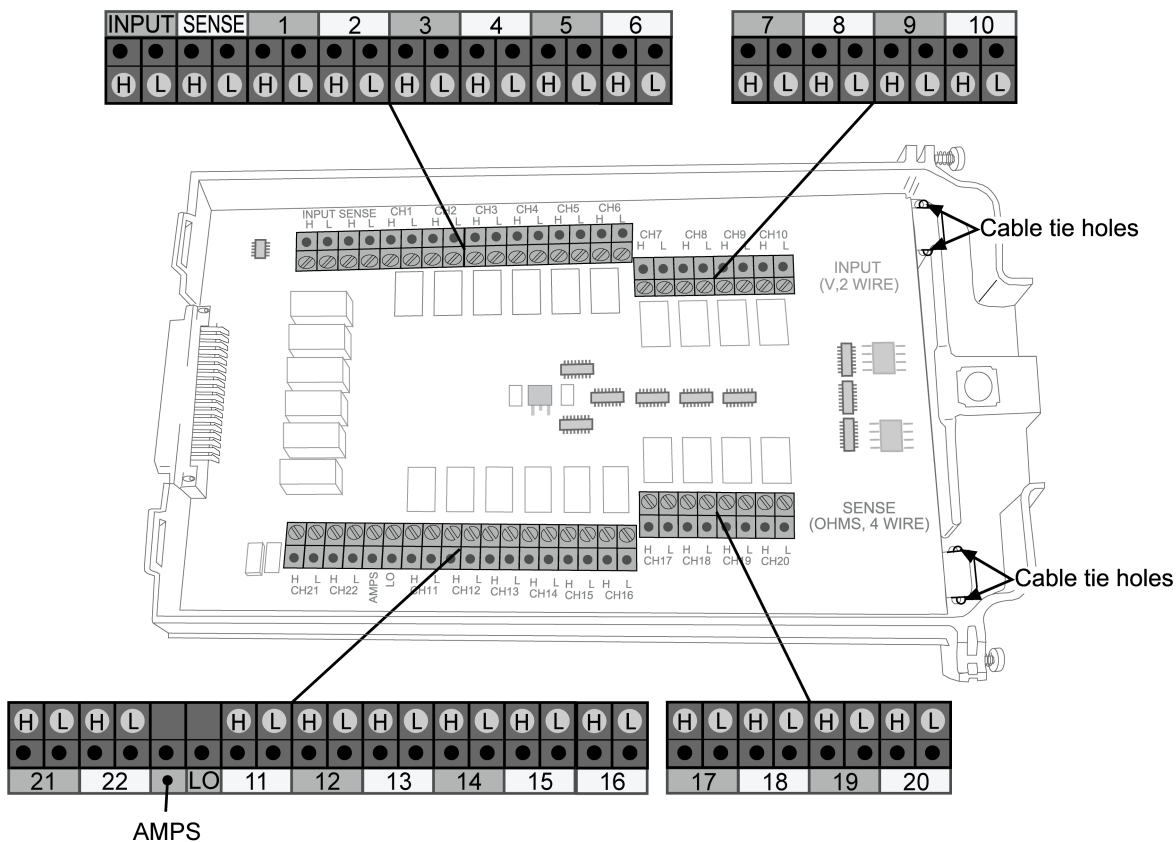 INPUT SENSE 1 2 3 4 5 6
H L H L H L H L H L H L H L H L
7 8 9 10
H L H L H L H L
INPUT SENSE CH1 CH2 CH3 CH4 CH5 CH6
H L H L H L H L H L H L H L H L
CH7 CH8 CH9 CH10
H L H L H L H L
Cable tie holes
INPUT
(V,2 WIRE)
SENSE
(OHMS, 4 WIRE)
H L H L AMPS LO H L H L H L H L H L H L
CH21 CH22 CH11 CH12 CH13 CH14 CH15 CH16
H L H L H L H L
CH17 CH18 CH19 CH20
Cable tie holes
H L H L H L H L H L H L H L H L
21 22 LO 11 12 13 14 15 16
AMPS
H L H L H L H L
17 18 19 20